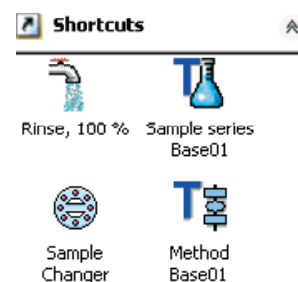 Shortcuts
Rinse, 100 %
Sample series
Base01
Sample
Changer
Method
Base01